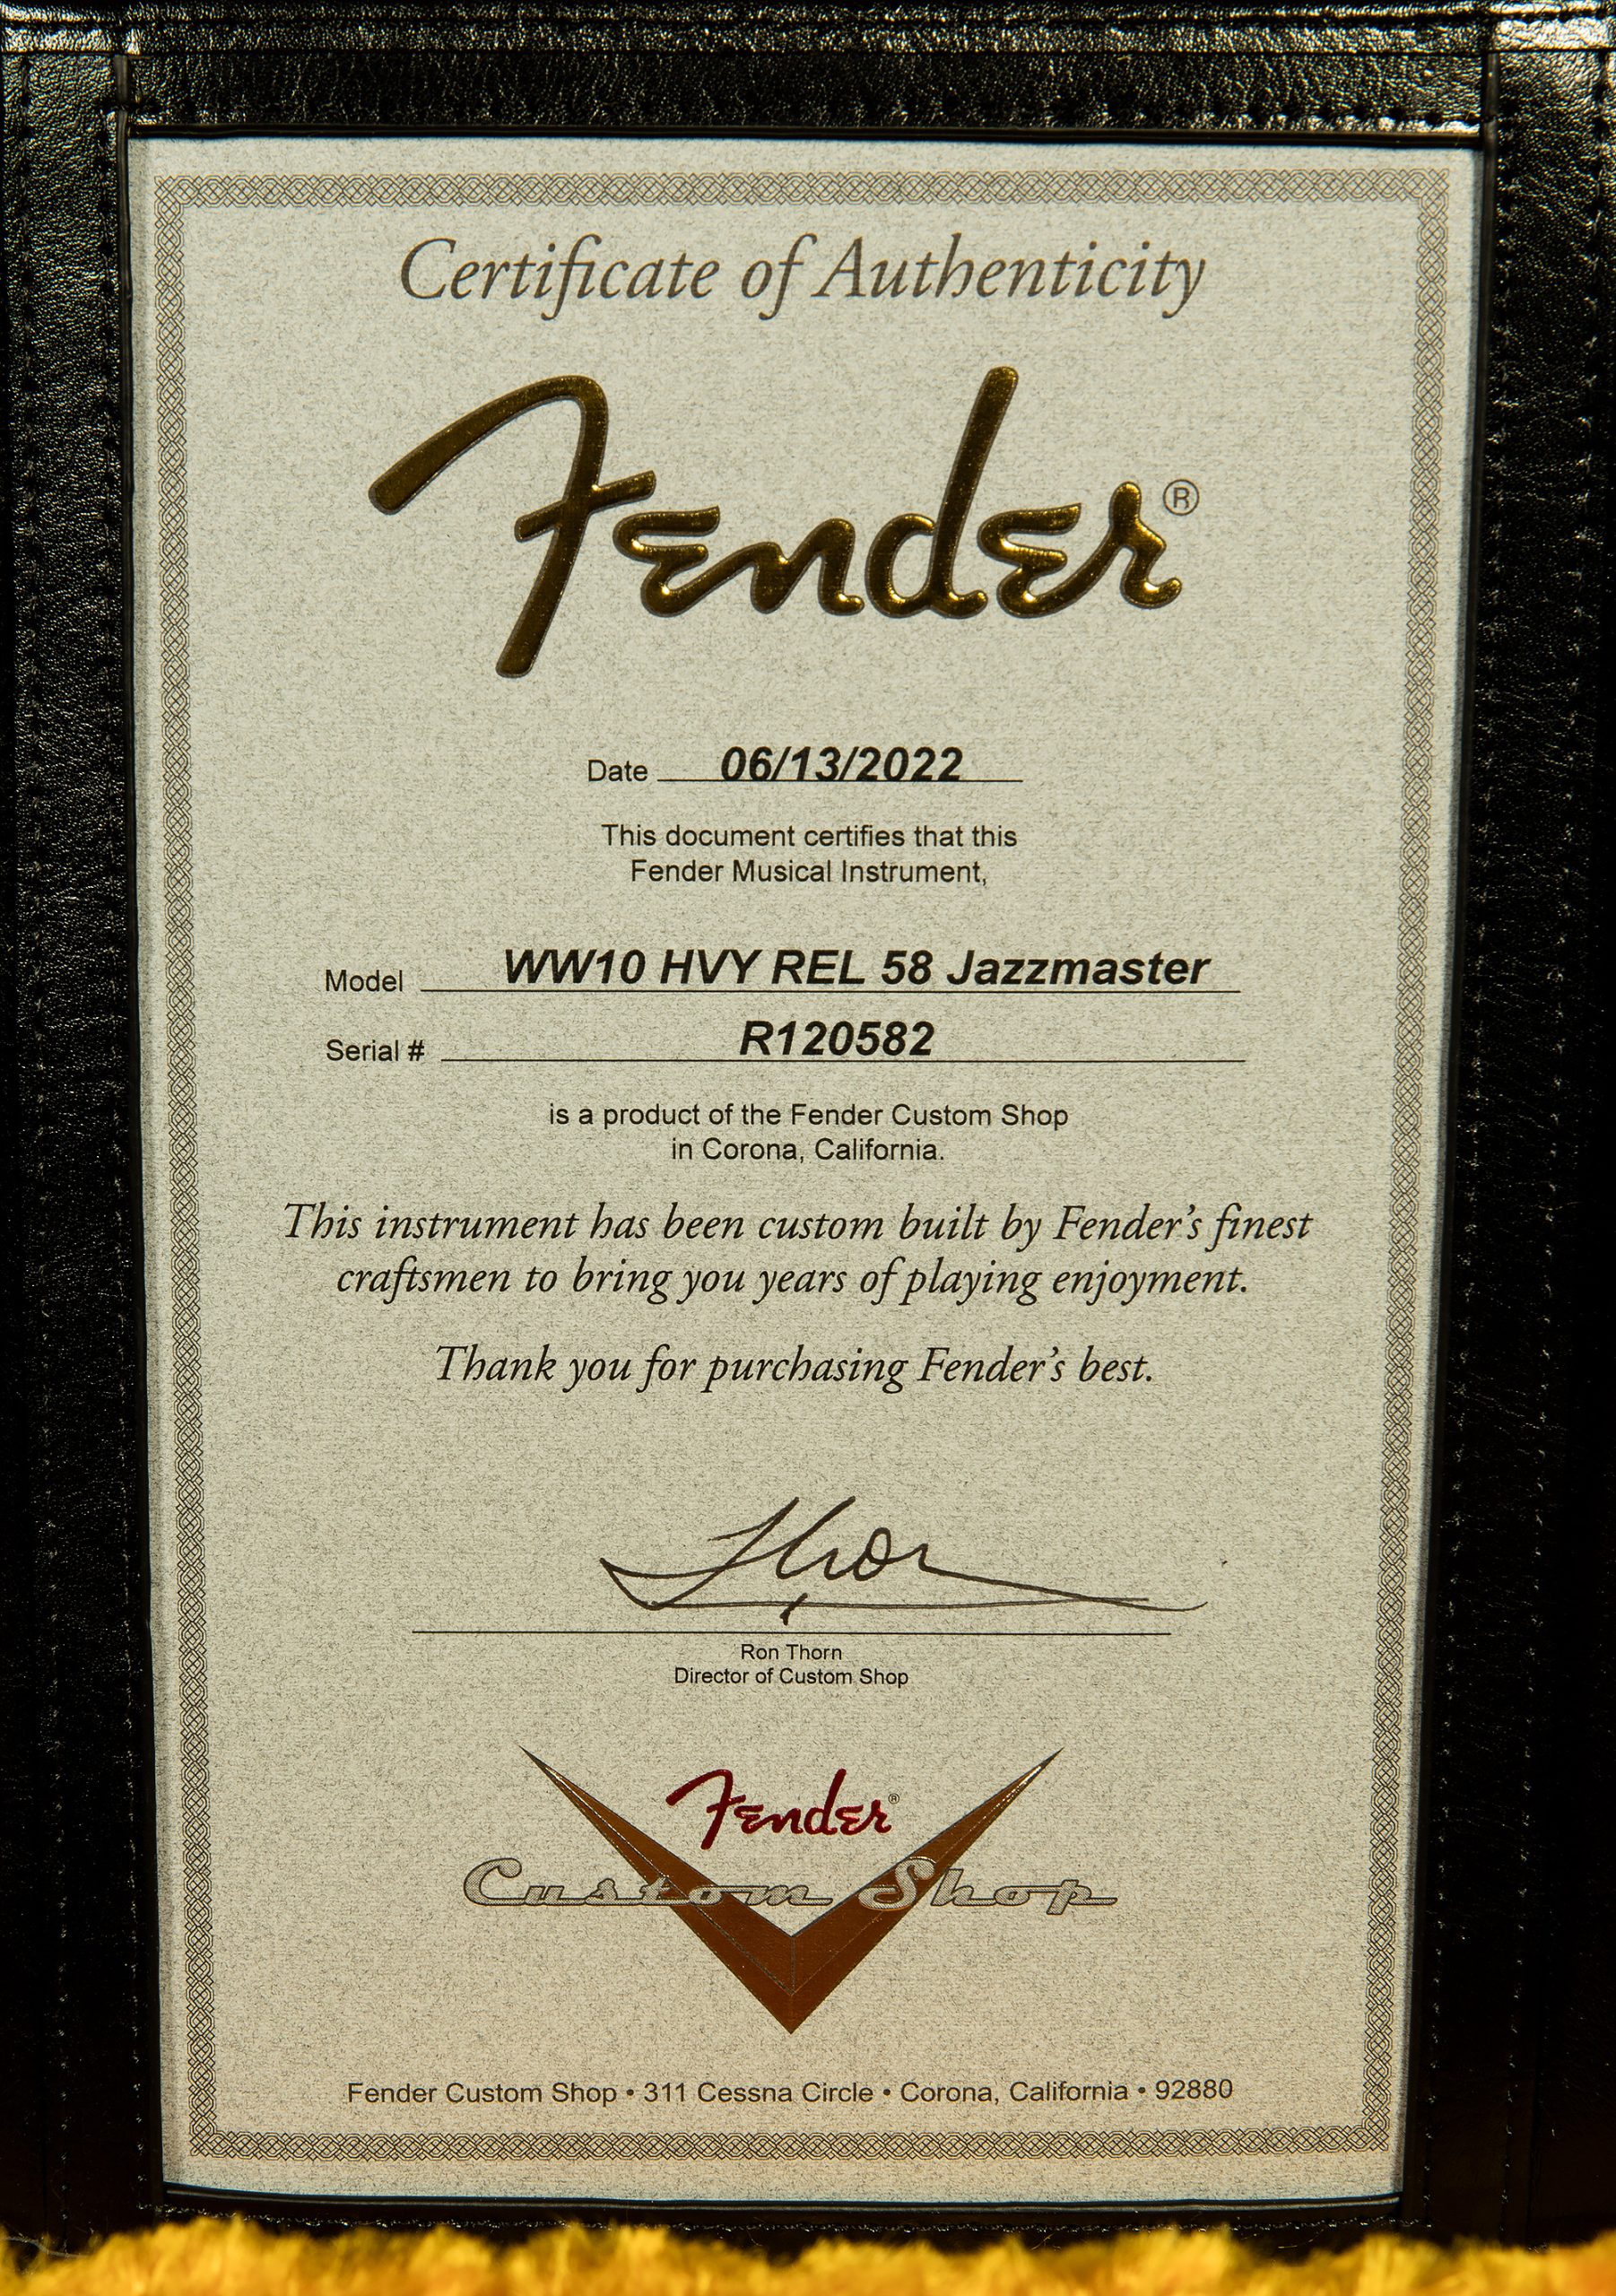 Certificate of Authenticity
Fender®
Date 06/13/2022
This document certifies that this
Fender Musical Instrument,
Model WW10 HVY REL 58 Jazzmaster
Serial # R120582
is a product of the Fender Custom Shop
in Corona, California.
This instrument has been custom built by Fender's finest
craftsmen to bring you years of playing enjoyment.
Thank you for purchasing Fender's best.
Thorn
Ron Thorn
Director of Custom Shop
Fender®
Custom Shop
Fender Custom Shop • 311 Cessna Circle • Corona, California • 92880